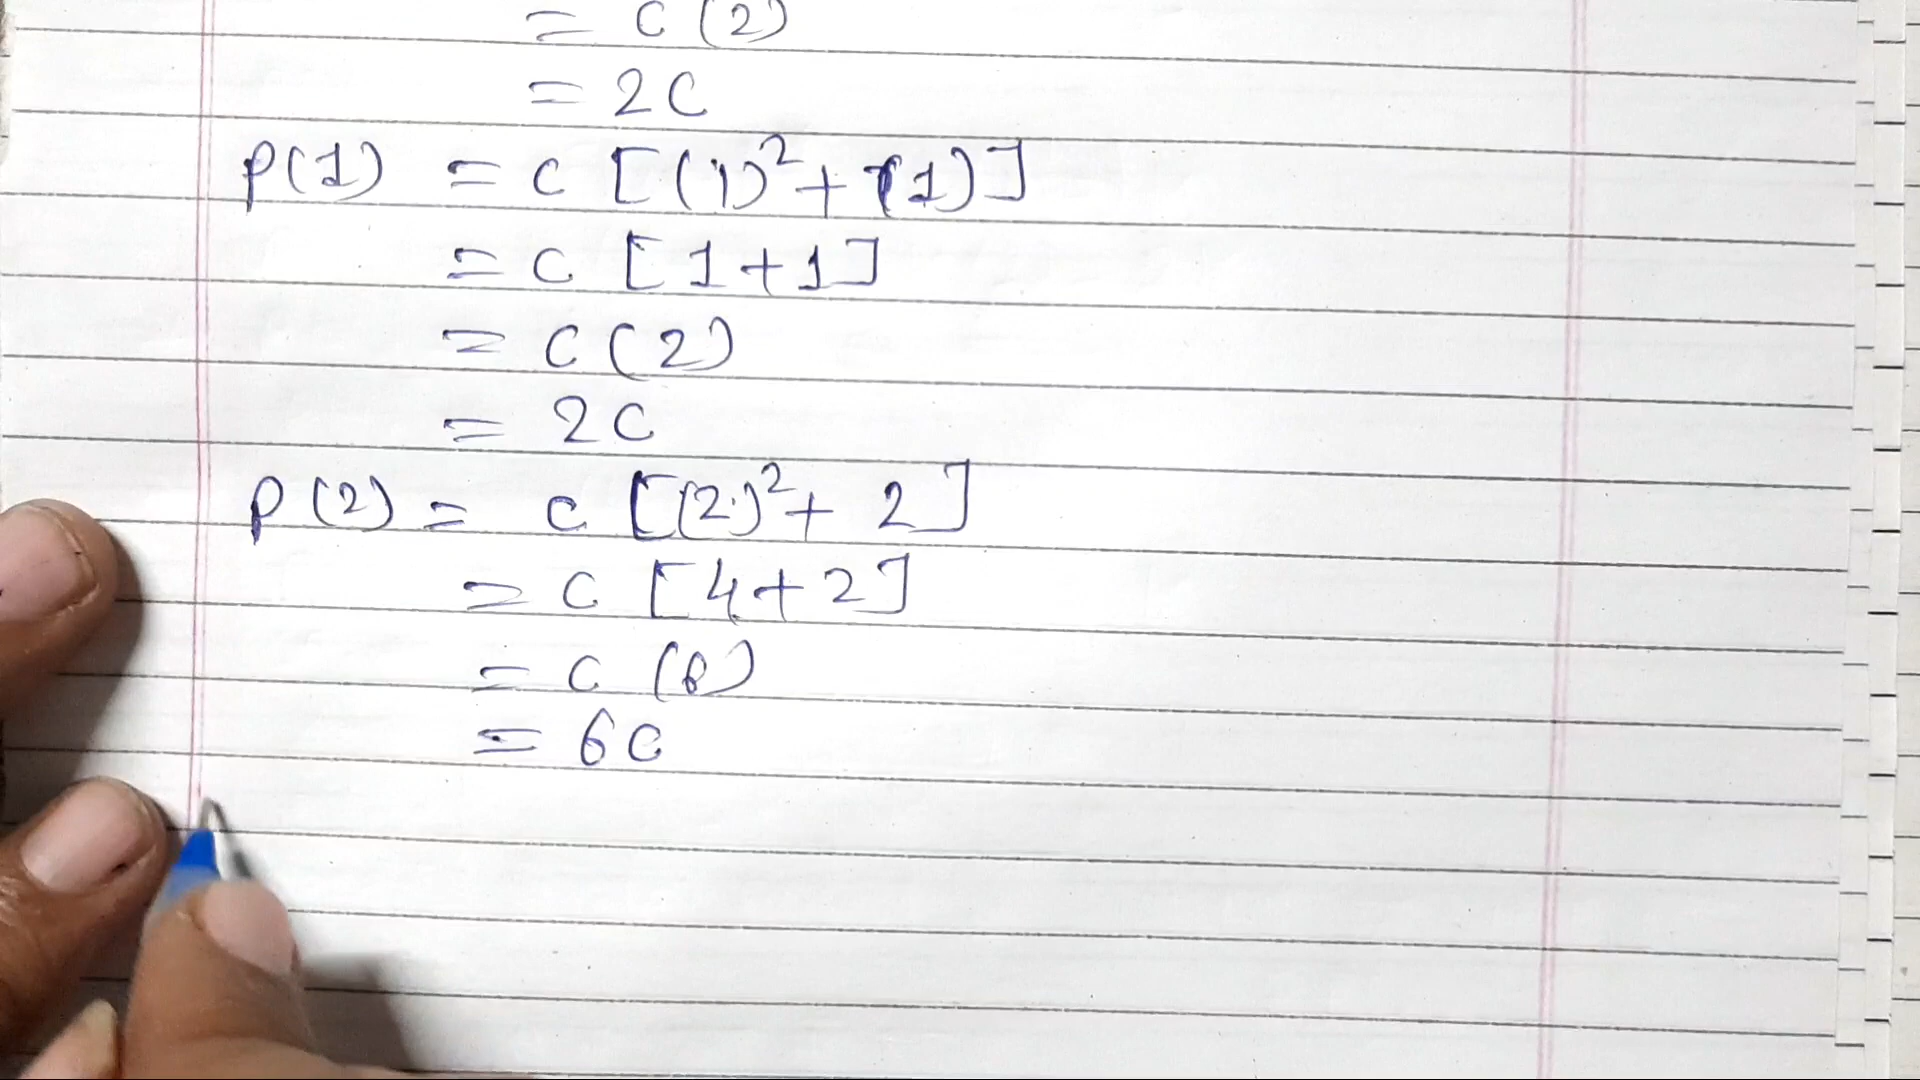 = C (2)
= 2C
P(1) = C [(1)²+(1)]
= C [1+1]
= C(2)
= 2C
P(2) = C [(2)²+ 2]
= C [4+2]
= C (6)
= 6C